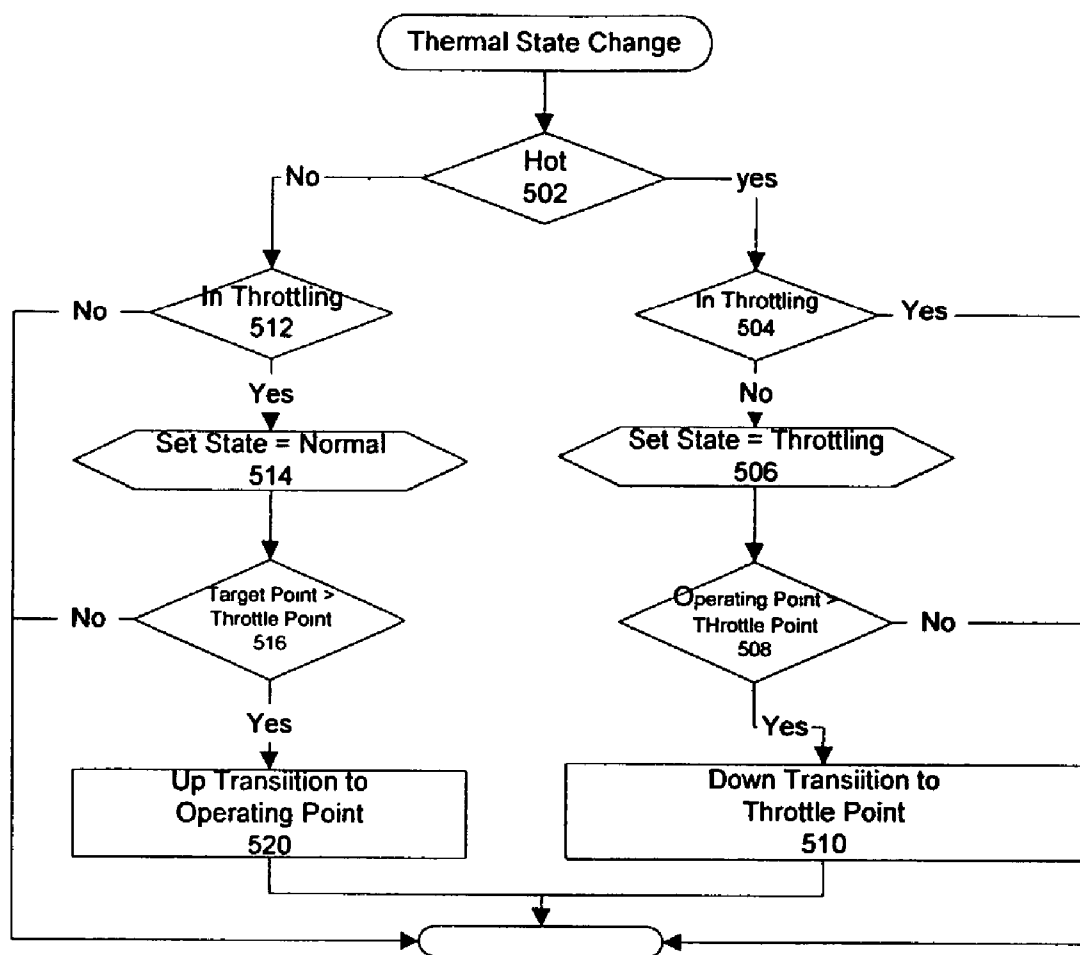 Thermal State Change
Hot
502
No
yes
In Throttling
512
No
In Throttling
504
Yes
Yes
No
Set State = Normal
514
Set State = Throttling
506
Target Point >
Throttle Point
516
No
Operating Point >
THrottle Point
508
No
Yes
Yes
Up Transiition to
Operating Point
520
Down Transiition to
Throttle Point
510